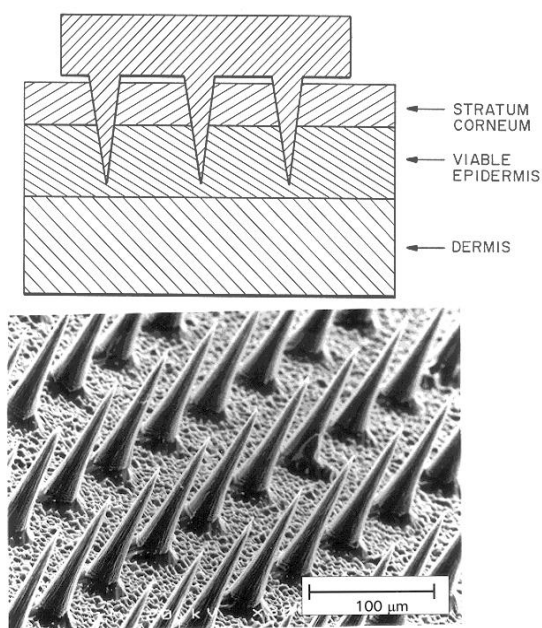 STRATUM
CORNEUM
VIABLE
EPIDERMIS
DERMIS
100 μm